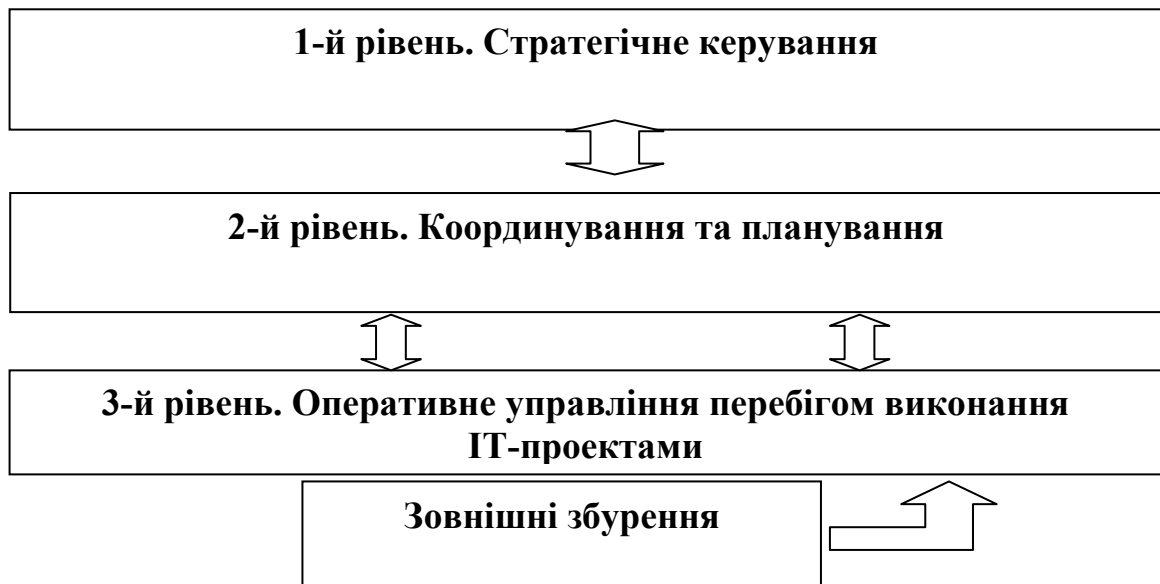 1-й рівень. Стратегічне керування
2-й рівень. Координування та планування
3-й рівень. Оперативне управління перебігом виконання
ІТ-проектами
Зовнішні збурення